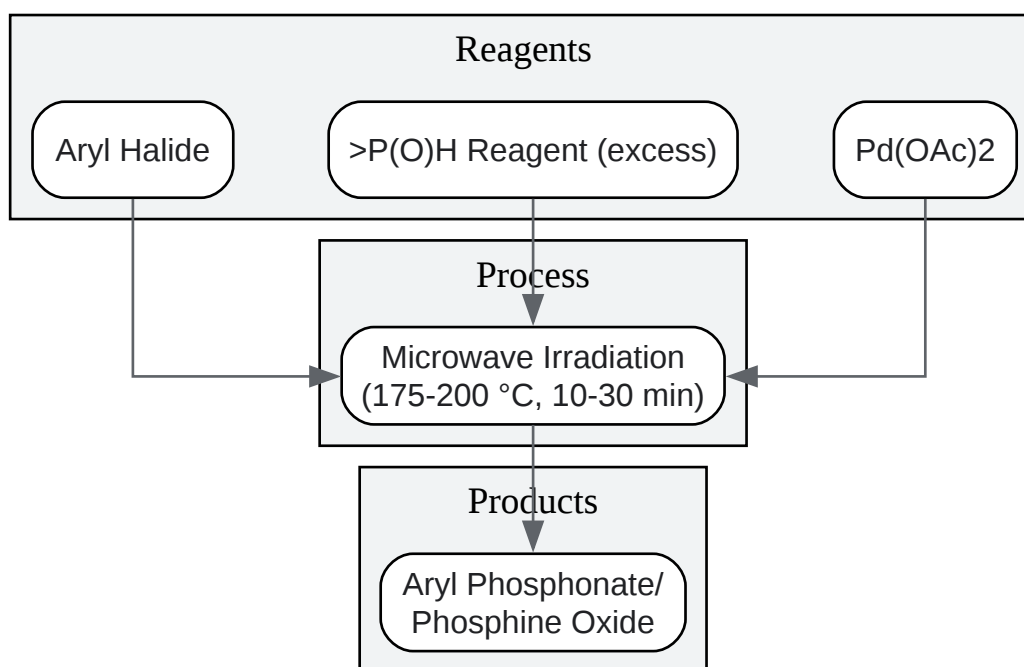 Reagents
Aryl Halide
>P(O)H Reagent (excess)
Pd(OAc)2
Process
Microwave Irradiation
(175-200 °C, 10-30 min)
Products
Aryl Phosphonate/
Phosphine Oxide